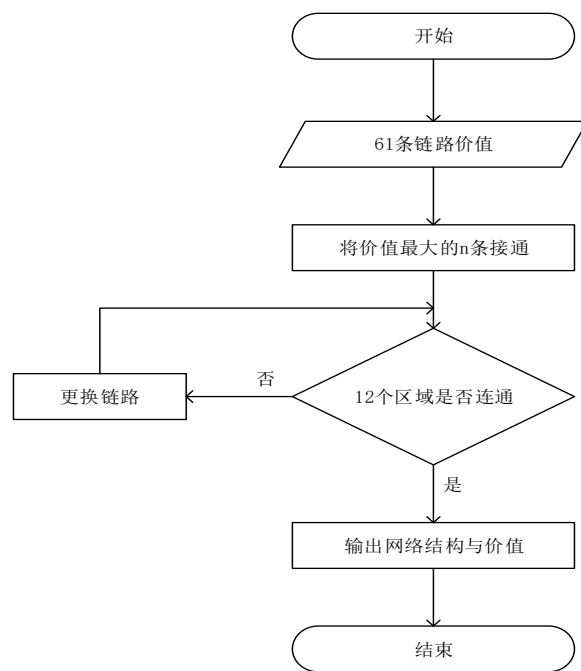 开始
61条链路价值
将价值最大的n条接通
12个区域是否连通
否
更换链路
是
输出网络结构与价值
结束